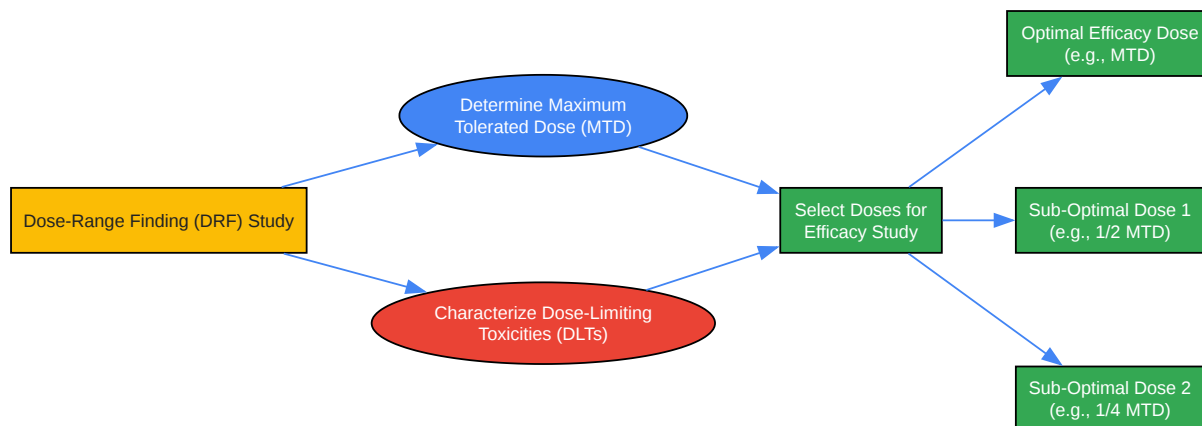 Optimal Efficacy Dose
(e.g., MTD)
Determine Maximum
Tolerated Dose (MTD)
Dose-Range Finding (DRF) Study
Select Doses for
Efficacy Study
Sub-Optimal Dose 1
(e.g., 1/2 MTD)
Characterize Dose-Limiting
Toxicities (DLTs)
Sub-Optimal Dose 2
(e.g., 1/4 MTD)